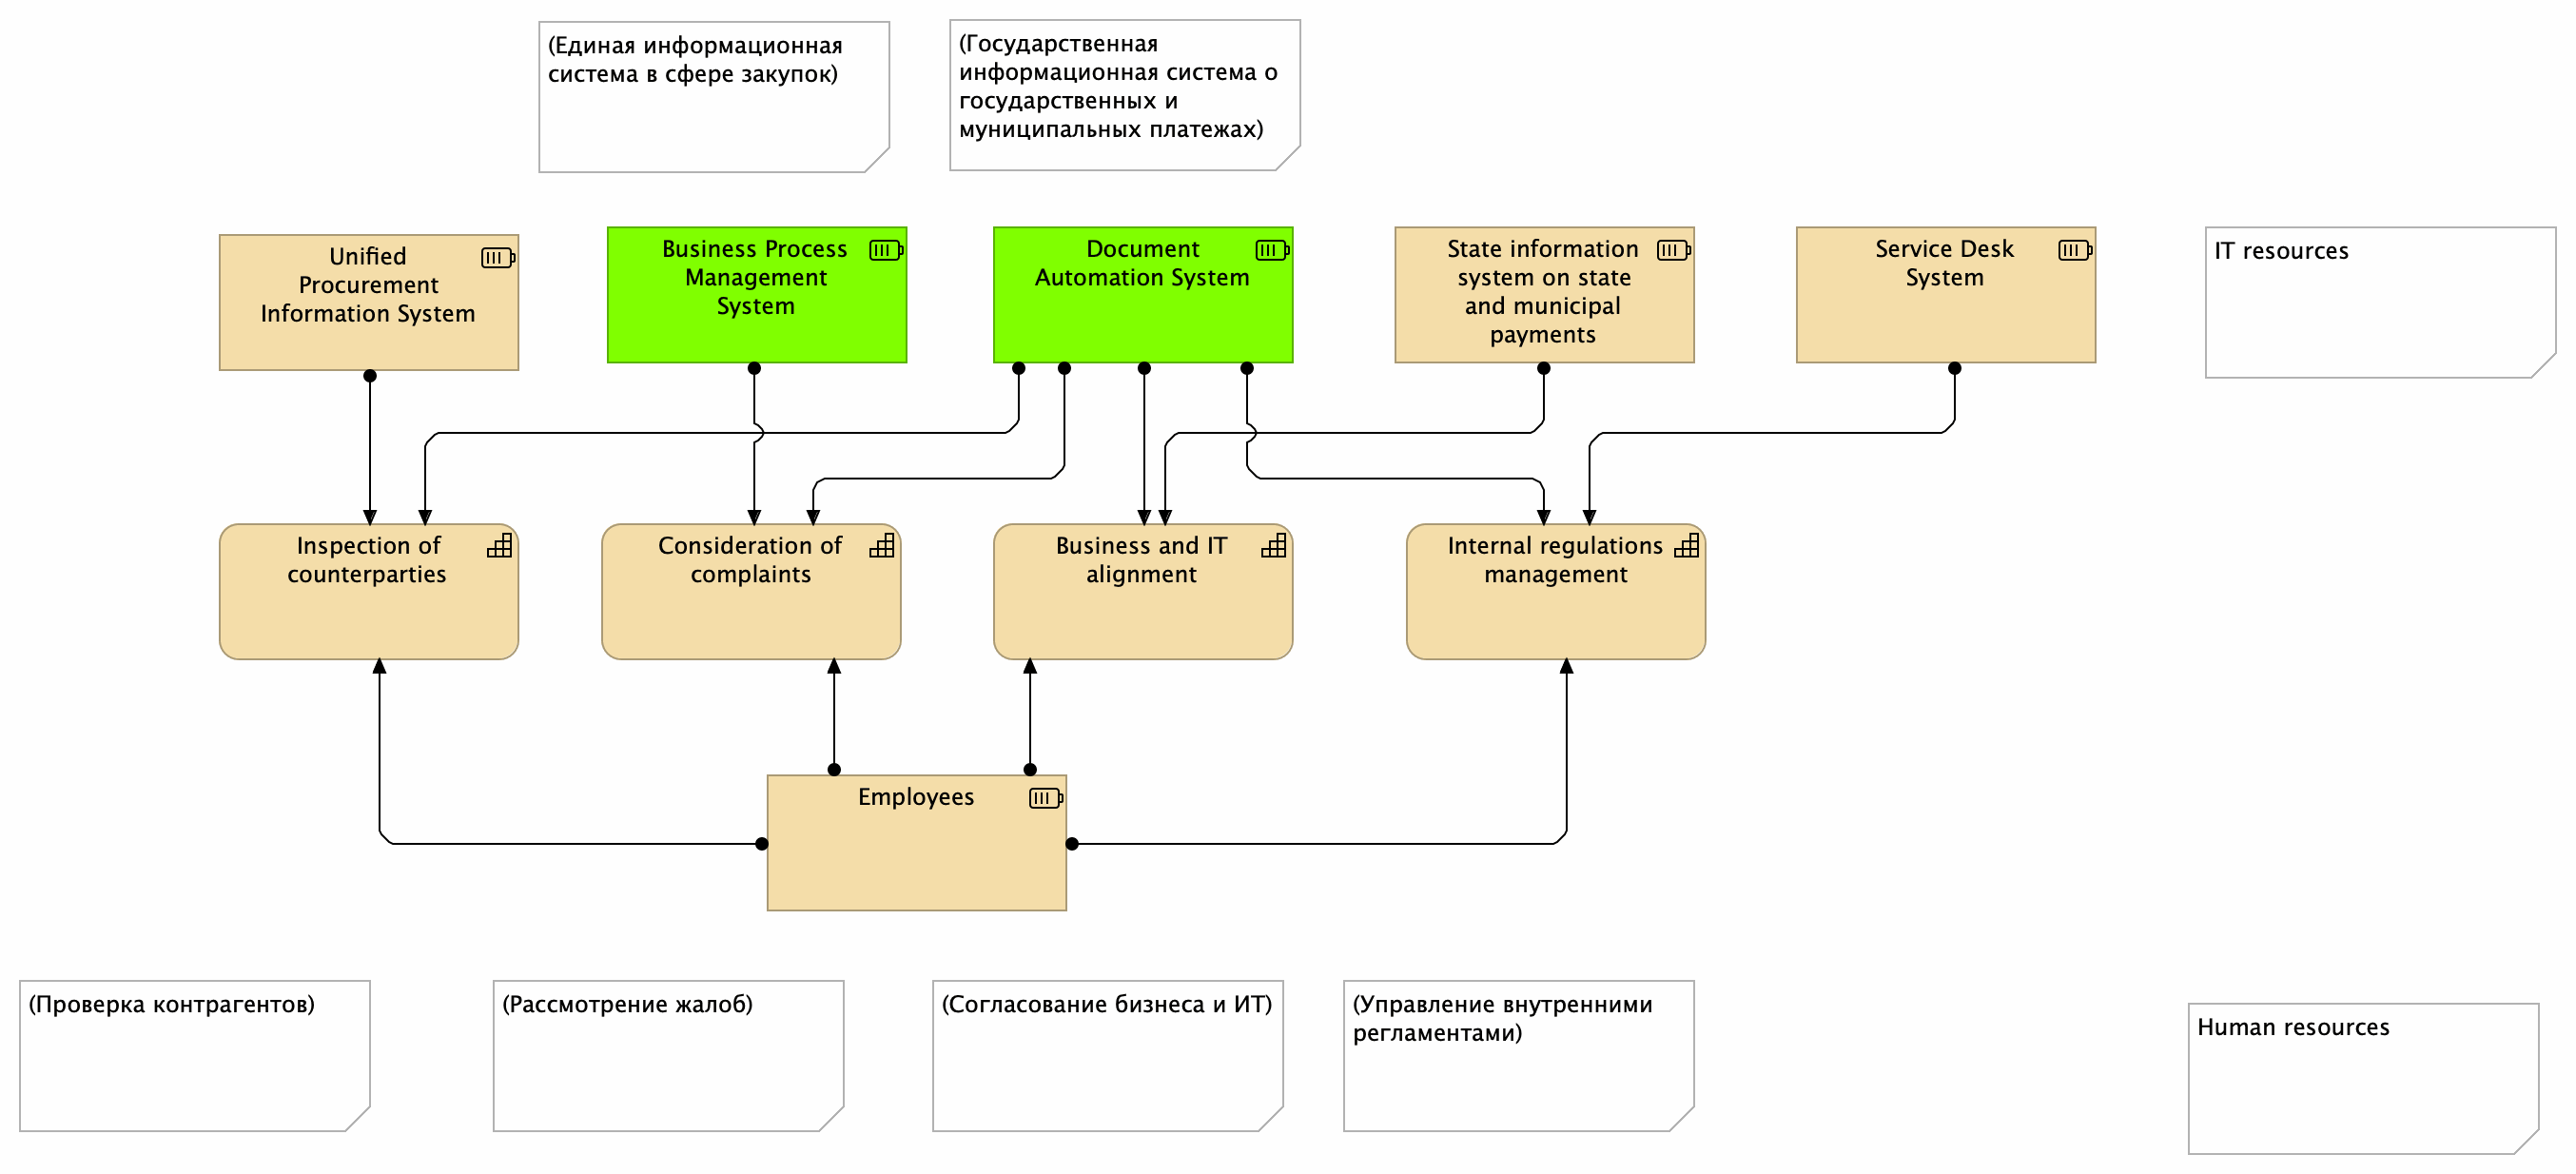 (Единая информационная
система в сфере закупок)
(Государственная
информационная система о
государственных и
муниципальных платежах)
Unified
Procurement
Information System
Business Process
Management
System
Document
Automation System
State information
system on state
and municipal
payments
Service Desk
System
IT resources
Inspection of
counterparties
Consideration of
complaints
Business and IT
alignment
Internal regulations
management
Employees
(Проверка контрагентов)
(Рассмотрение жалоб)
(Согласование бизнеса и ИТ)
(Управление внутренними
регламентами)
Human resources